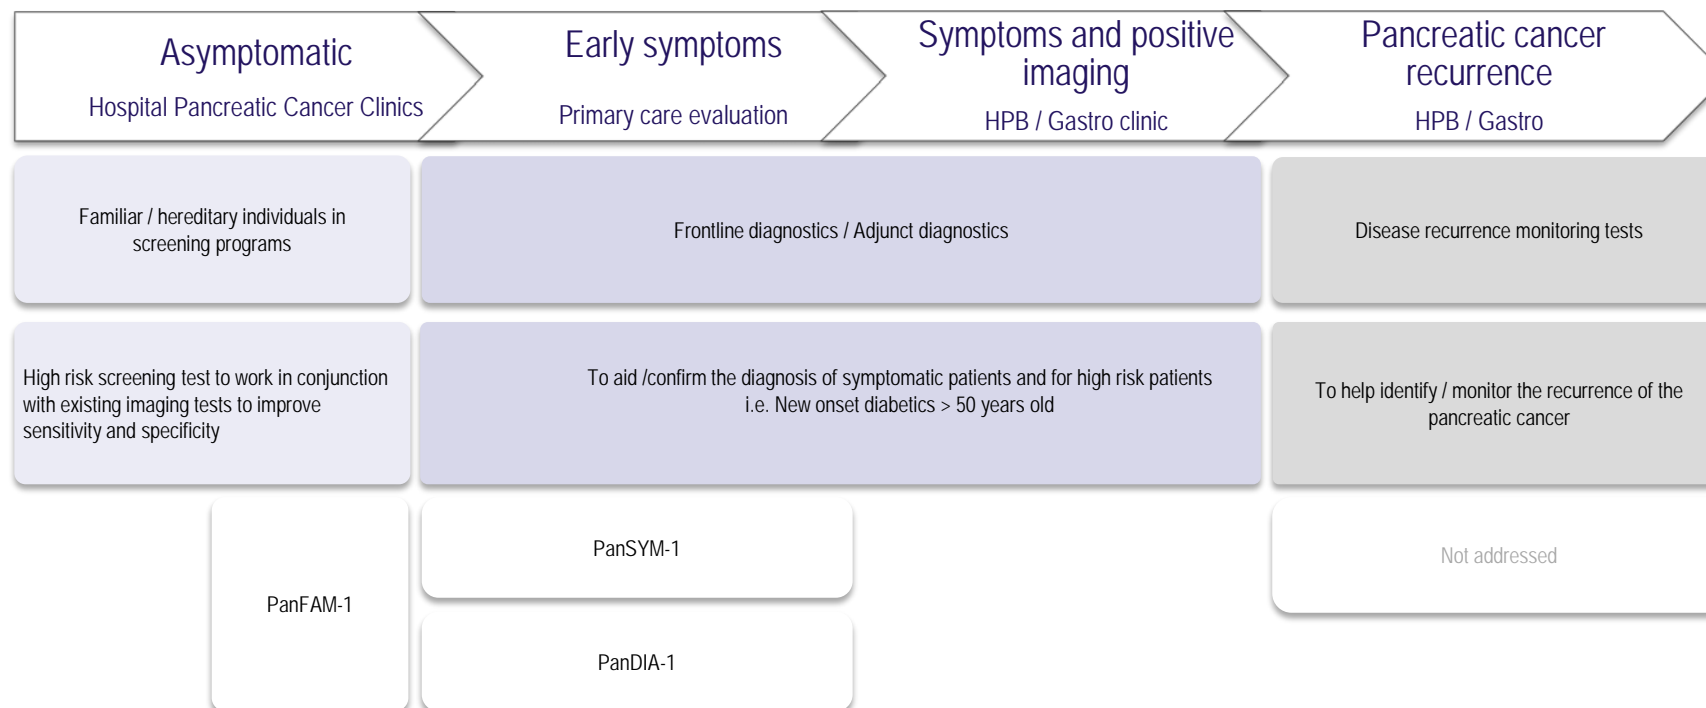 Asymptomatic
Hospital Pancreatic Cancer Clinics
Early symptoms
Primary care evaluation
Symptoms and positive
imaging
HPB / Gastro clinic
Pancreatic cancer
recurrence
HPB / Gastro
Familiar / hereditary individuals in
screening programs
Frontline diagnostics / Adjunct diagnostics
Disease recurrence monitoring tests
High risk screening test to work in conjunction
with existing imaging tests to improve
sensitivity and specificity
To aid /confirm the diagnosis of symptomatic patients and for high risk patients
i.e. New onset diabetics > 50 years old
To help identify / monitor the recurrence of the
pancreatic cancer
PanFAM-1
PanSYM-1
PanDIA-1
Not addressed